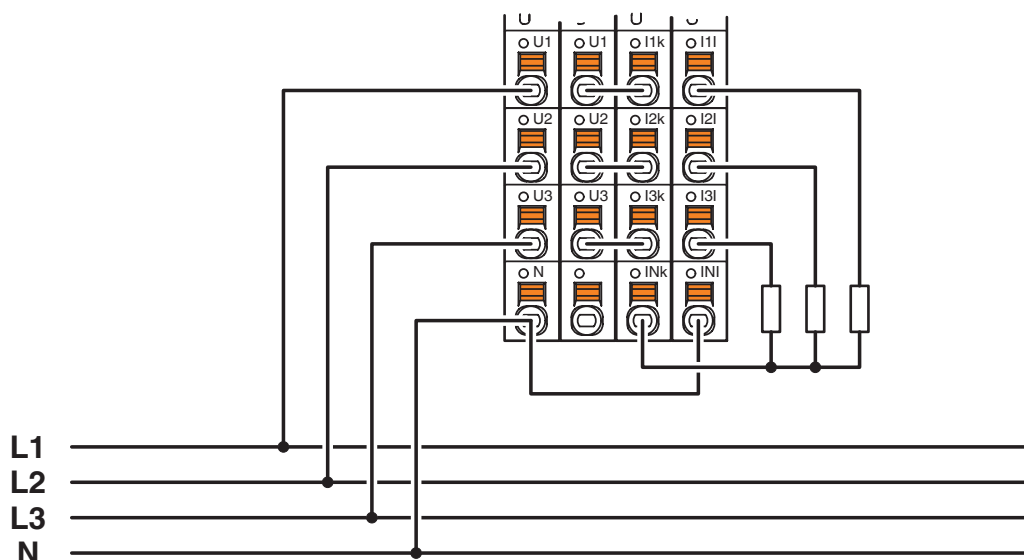 U1 U1 I1k I1l
U2 U2 I2k I2l
U3 U3 I3k I3l
N INk INl
L1
L2
L3
N